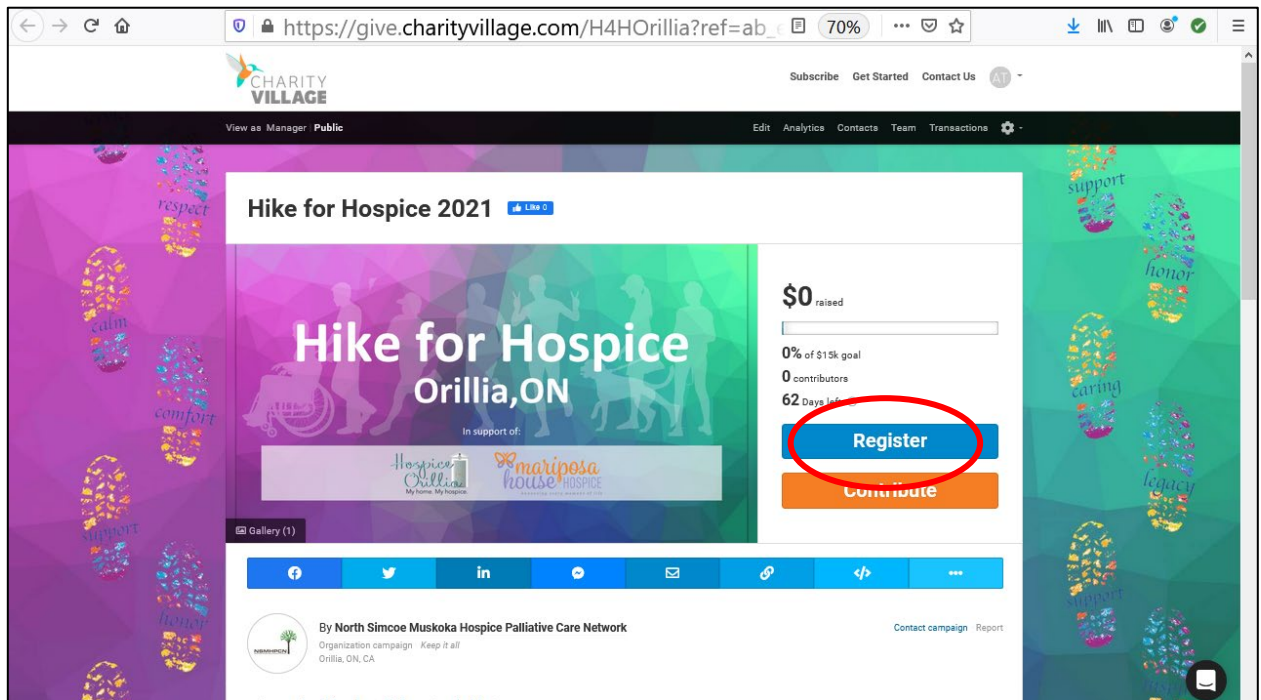 https://give.charityvillage.com/H4HOrillia?ref=ab_
70%
CHARITY
VILLAGE
Subscribe Get Started Contact Us AT
View as Manager | Public
Edit Analytics Contacts Team Transactions
Hike for Hospice 2021
Like 0
Hike for Hospice
Orillia,ON
In support of:
Hospice
Orillia
My home. My hospice.
mariposa
house HOSPICE
Gallery (1)
$0 raised
0% of $15k goal
0 contributors
62 Days left
Register
Contribute
By North Simcoe Muskoka Hospice Palliative Care Network
Organization campaign Keep it all
Orillia, ON, CA
NSMHPCN
Contact campaign Report
respect
calm
comfort
support
honor
support
honor
caring
legacy
support